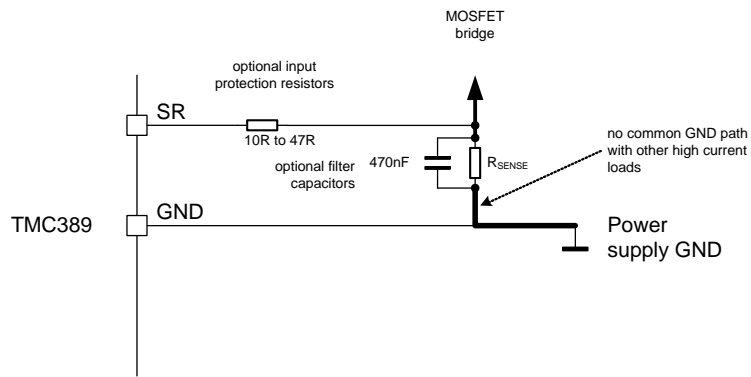 MOSFET
bridge
optional input
protection resistors
SR
10R to 47R
optional filter
capacitors
470nF
RSENSE
no common GND path
with other high current
loads
TMC389
GND
Power
supply GND